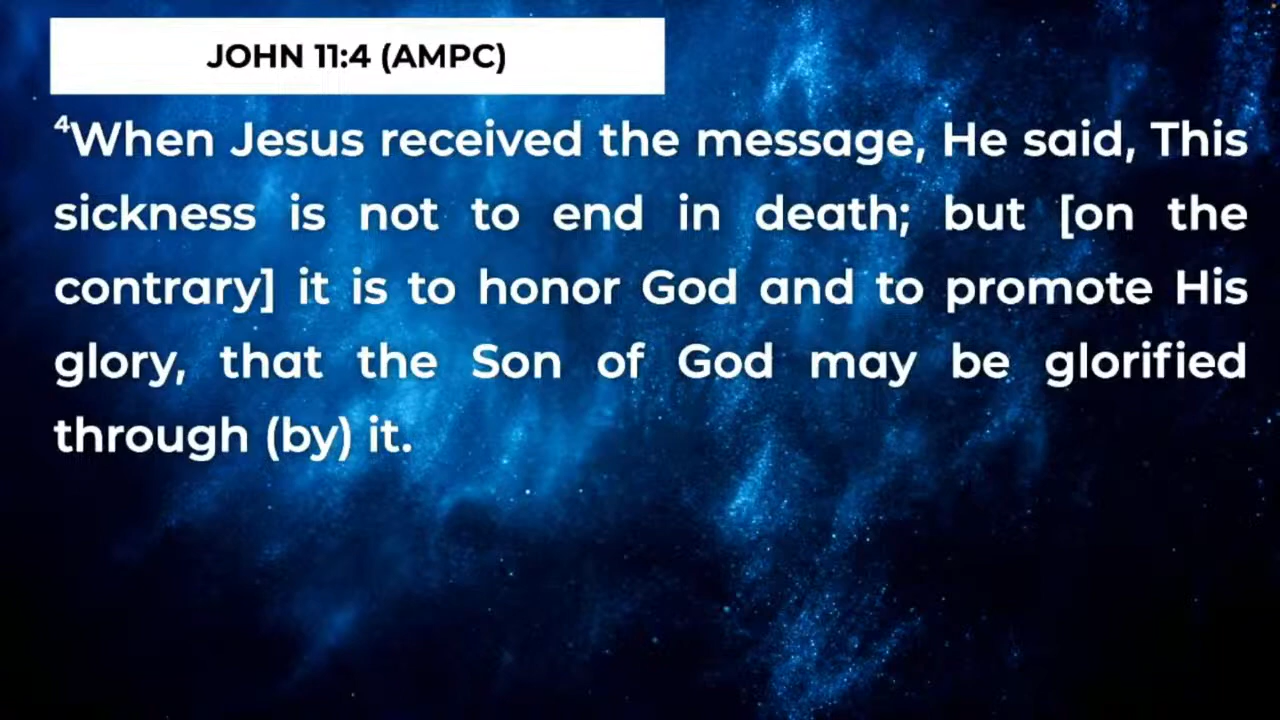 JOHN 11:4 (AMPC)
⁴When Jesus received the message, He said, This
sickness is not to end in death; but [on the
contrary] it is to honor God and to promote His
glory, that the Son of God may be glorified
through (by) it.